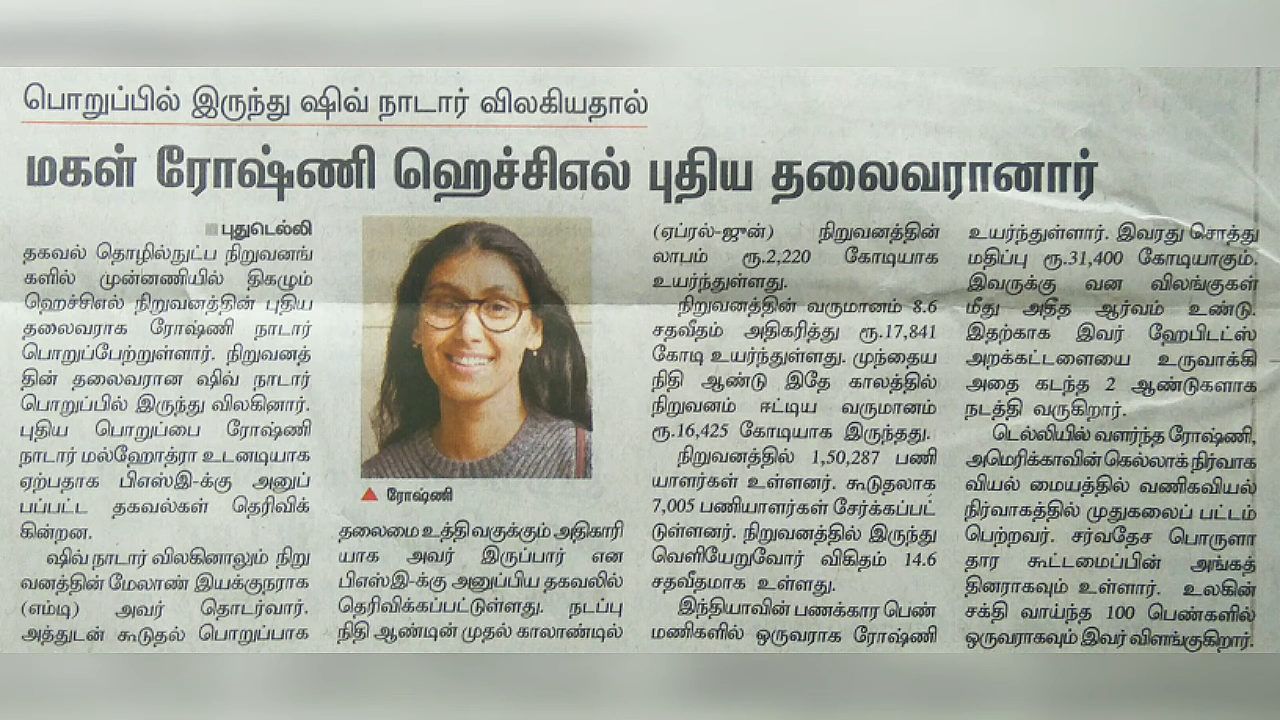 பொறுப்பில் இருந்து ஷிவ் நாடார் விலகியதால்
மகள் ரோஷ்ணி ஹெச்சிஎல் புதிய தலைவரானார்
புதுடெல்லி
தகவல் தொழில்நுட்ப நிறுவனங்
களில் முன்னணியில் திகழும்
ஹெச்சிஎல் நிறுவனத்தின் புதிய
தலைவராக ரோஷ்ணி நாடார்
பொறுப்பேற்றுள்ளார். நிறுவனத்
தின் தலைவரான ஷிவ் நாடார்
பொறுப்பில் இருந்து விலகினார்.
புதிய பொறுப்பை ரோஷ்ணி
நாடார் மல்ஹோத்ரா உடனடியாக
ஏற்பதாக பிஎஸ்இ-க்கு அனுப்
பப்பட்ட தகவல்கள் தெரிவிக்
கின்றன.
ஷிவ் நாடார் விலகினாலும் நிறு
வனத்தின் மேலாண் இயக்குநராக
(எம்டி) அவர் தொடர்வார்.
அத்துடன் கூடுதல் பொறுப்பாக
ரோஷ்ணி
தலைமை உத்தி வகுக்கும் அதிகாரி
யாக அவர் இருப்பார் என
பிஎஸ்இ-க்கு அனுப்பிய தகவலில்
தெரிவிக்கப்பட்டுள்ளது. நடப்பு
நிதி ஆண்டின் முதல் காலாண்டில்
(ஏப்ரல்-ஜுன்) நிறுவனத்தின்
லாபம் ரூ.2,220 கோடியாக
உயர்ந்துள்ளது.
நிறுவனத்தின் வருமானம் 8.6
சதவீதம் அதிகரித்து ரூ.17,841
கோடி உயர்ந்துள்ளது. முந்தைய
நிதி ஆண்டு இதே காலத்தில்
நிறுவனம் ஈட்டிய வருமானம்
ரூ.16,425 கோடியாக இருந்தது.
நிறுவனத்தில் 1,50,287 பணி
யாளர்கள் உள்ளனர். கூடுதலாக
7,005 பணியாளர்கள் சேர்க்கப்பட்
டுள்ளனர். நிறுவனத்தில் இருந்து
வெளியேறுவோர் விகிதம் 14.6
சதவீதமாக உள்ளது.
இந்தியாவின் பணக்கார பெண்
மணிகளில் ஒருவராக ரோஷ்ணி
உயர்ந்துள்ளார். இவரது சொத்து
மதிப்பு ரூ.31,400 கோடியாகும்.
இவருக்கு வன விலங்குகள்
மீது அதீத ஆர்வம் உண்டு.
இதற்காக இவர் ஹேபிடட்ஸ்
அறக்கட்டளையை உருவாக்கி
அதை கடந்த 2 ஆண்டுகளாக
நடத்தி வருகிறார்.
டெல்லியில் வளர்ந்த ரோஷ்ணி,
அமெரிக்காவின் கெல்லாக் நிர்வாக
வியல் மையத்தில் வணிகவியல்
நிர்வாகத்தில் முதுகலைப் பட்டம்
பெற்றவர். சர்வதேச பொருளா
தார கூட்டமைப்பின் அங்கத்
தினராகவும் உள்ளார். உலகின்
சக்தி வாய்ந்த 100 பெண்களில்
ஒருவராகவும் இவர் விளங்குகிறார்.